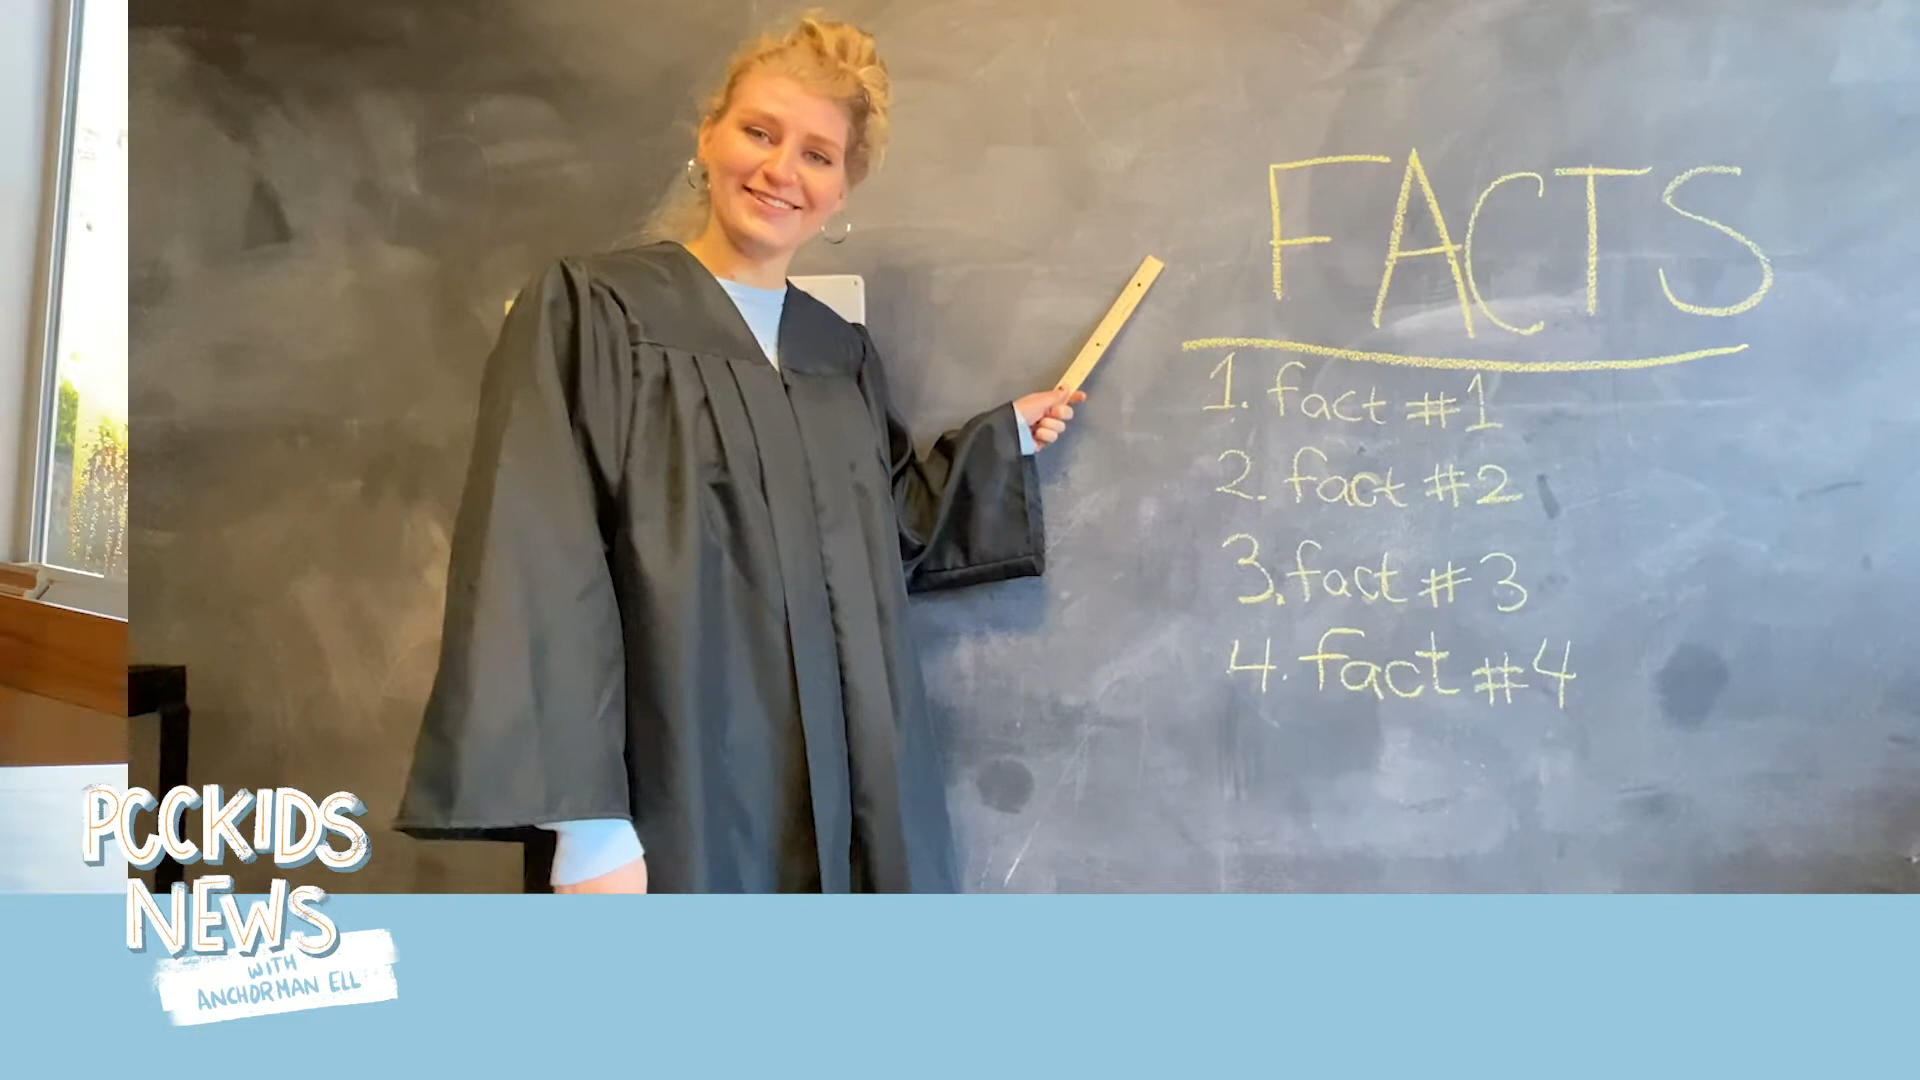 FACTS
1. fact #1
2. fact #2
3. fact #3
4. fact #4
PCCKIDS
NEWS
WITH
ANCHORMAN ELL